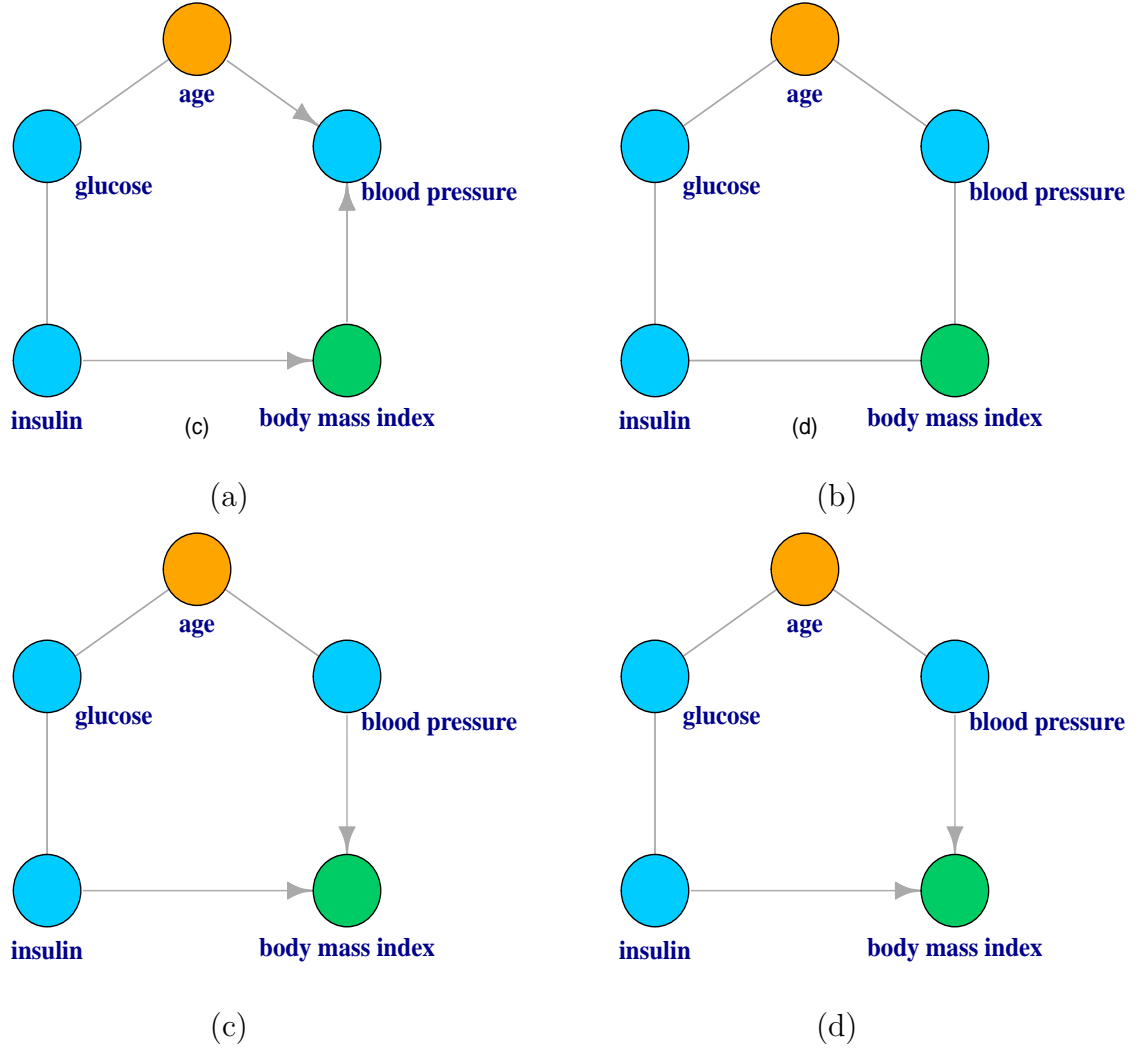 age
age
glucose
blood pressure
glucose
blood pressure
insulin
(c)
body mass index
insulin
(d)
body mass index
(a)
(b)
age
age
glucose
blood pressure
glucose
blood pressure
insulin
body mass index
insulin
body mass index
(c)
(d)